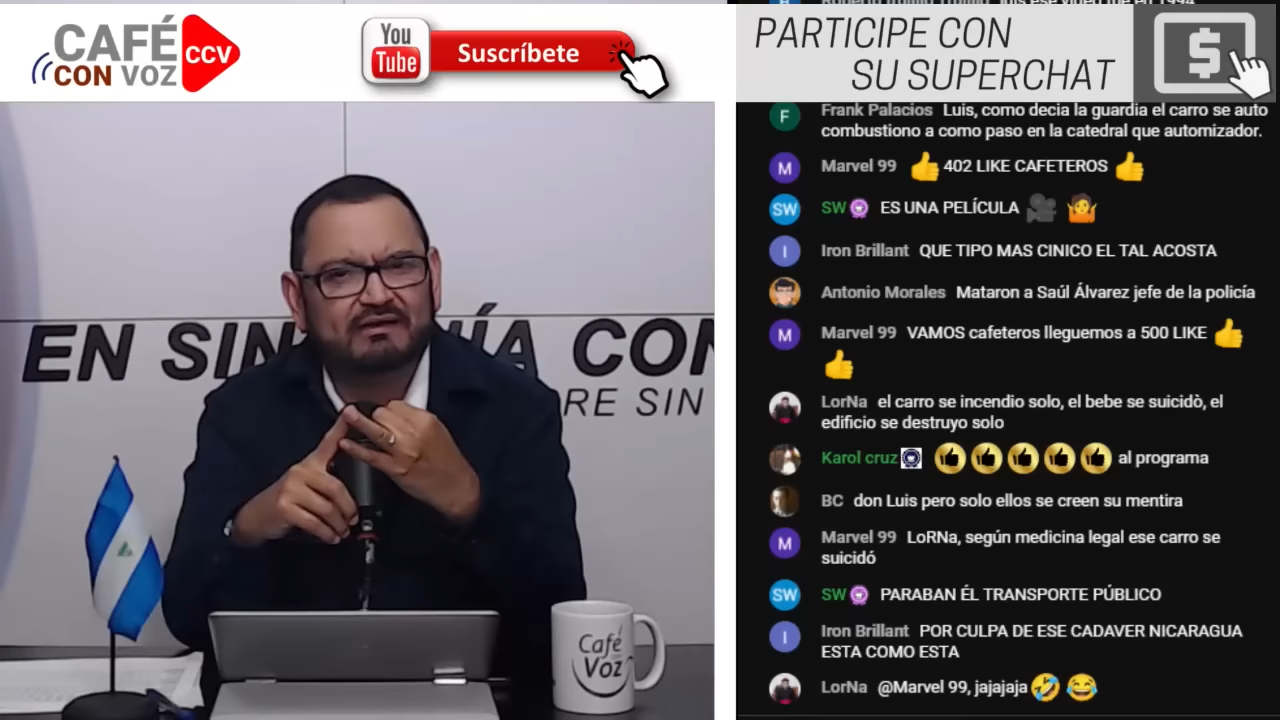 CAFÉ
CON VOZ
CCV
You
Tube
Suscríbete
PARTICIPE CON
SU SUPERCHAT
$
EN SIN
ÍA CON
RE SIN
Café
Voz
Frank Palacios Luis, como decia la guardia el carro se auto
combustiono a como paso en la catedral que automizador.
Marvel 99 👍 402 LIKE CAFETEROS 👍
SW ES UNA PELÍCULA 🎥 🤷
Iron Brillant QUE TIPO MAS CINICO EL TAL ACOSTA
Antonio Morales Mataron a Saúl Álvarez jefe de la policía
Marvel 99 VAMOS cafeteros lleguemos a 500 LIKE 👍
👍
LorNa el carro se incendio solo, el bebe se suicidò, el
edificio se destruyo solo
Karol cruz 👍👍👍👍👍 al programa
BC don Luis pero solo ellos se creen su mentira
Marvel 99 LoRNa, según medicina legal ese carro se
suicidó
SW PARABAN ÉL TRANSPORTE PÚBLICO
Iron Brillant POR CULPA DE ESE CADAVER NICARAGUA
ESTA COMO ESTA
LorNa @Marvel 99, jajajaja 🤣 😂